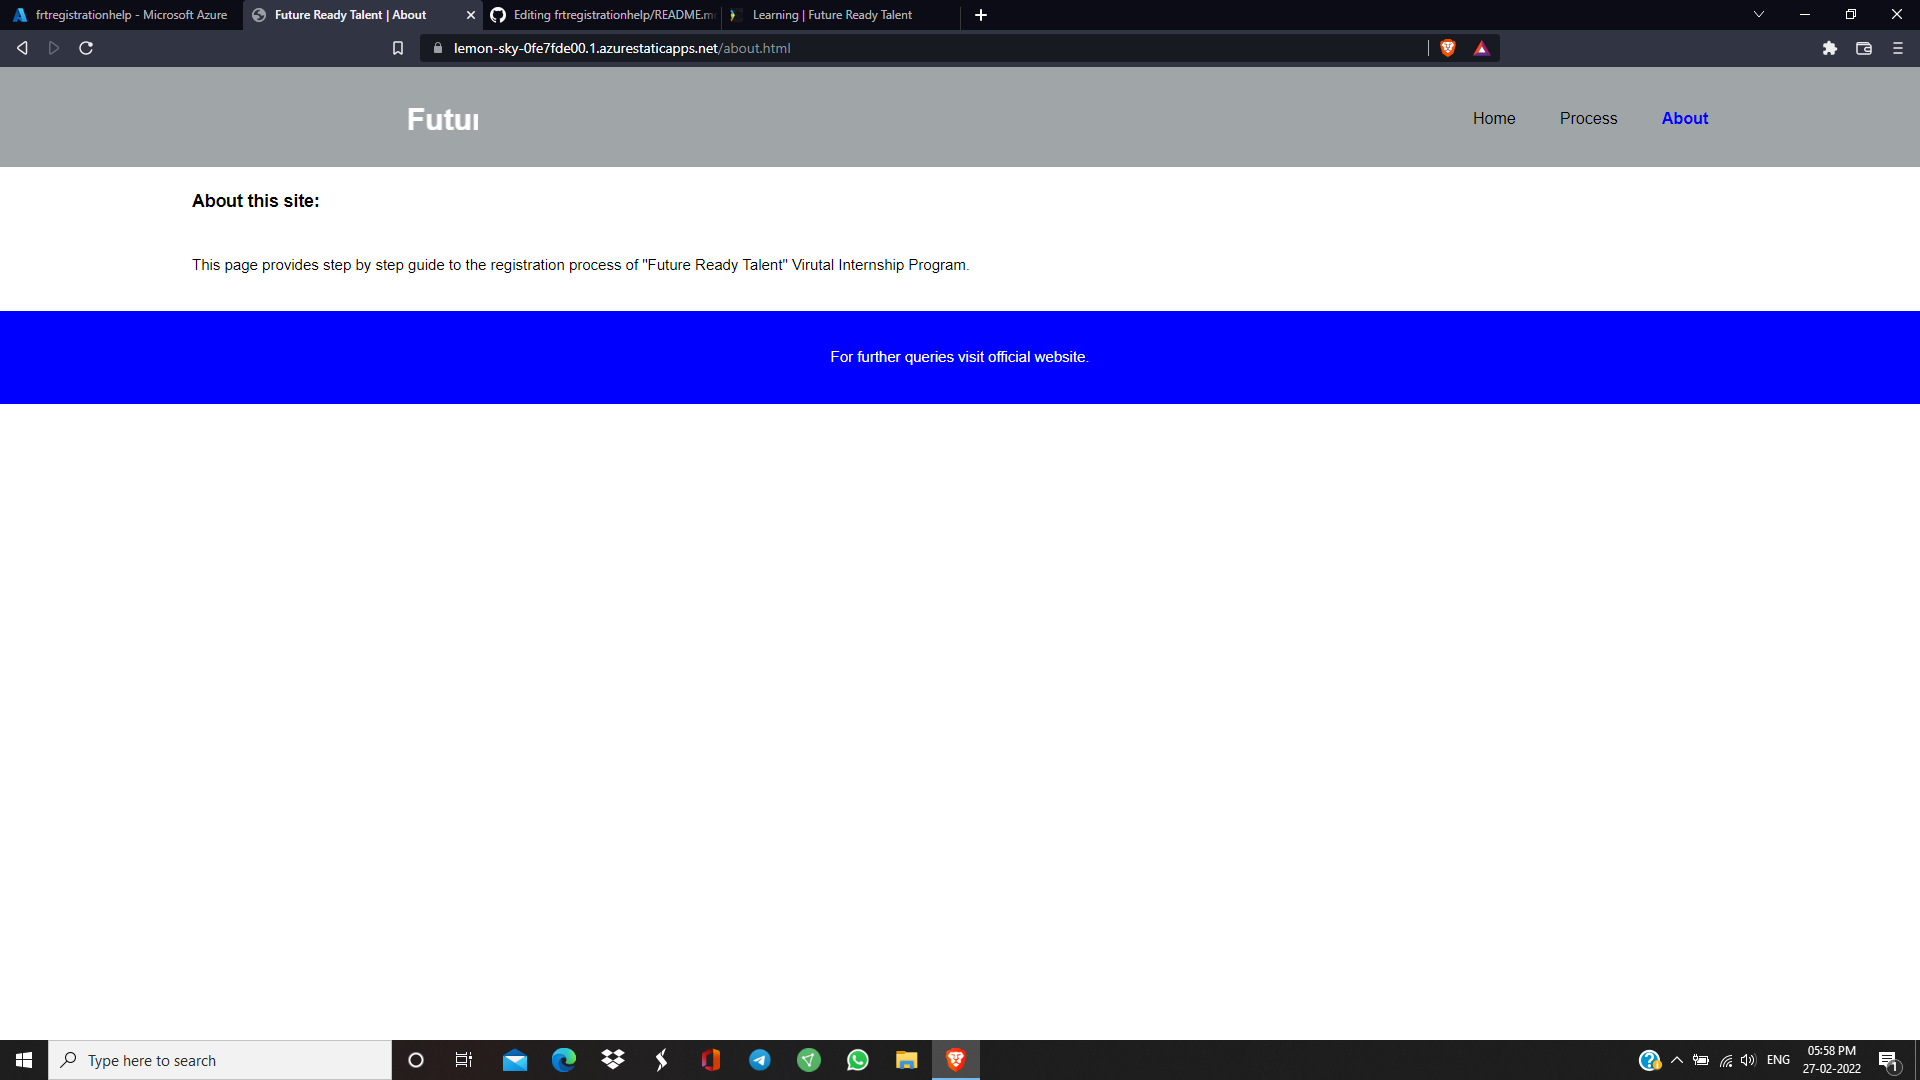 frtregistrationhelp - Microsoft Azure
Future Ready Talent | About
Editing frtregistrationhelp/README.m
Learning | Future Ready Talent
lemon-sky-0fe7fde00.1.azurestaticapps.net/about.html
Futur
Home
Process
About
About this site:
This page provides step by step guide to the registration process of "Future Ready Talent" Virutal Internship Program.
For further queries visit official website.
Type here to search
ENG
05:58 PM
27-02-2022
1